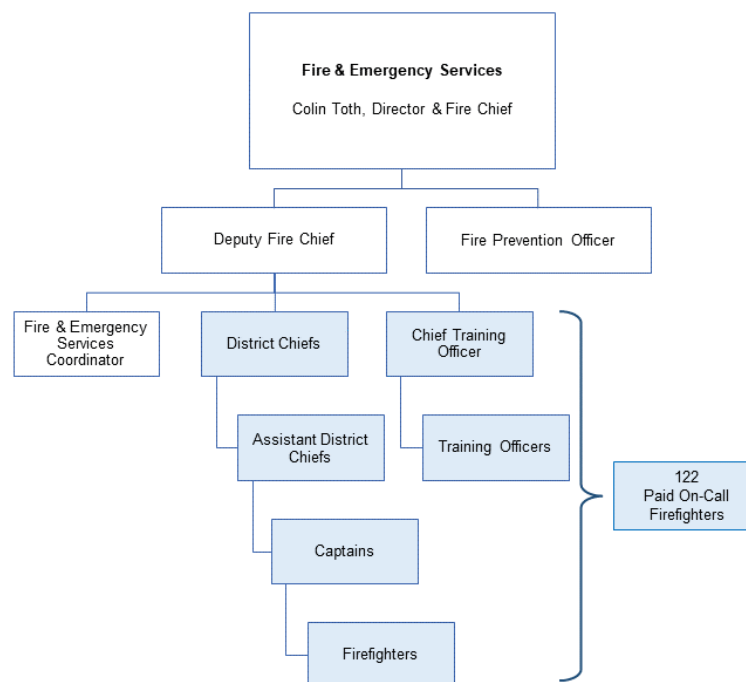 Fire & Emergency Services
Colin Toth, Director & Fire Chief
Deputy Fire Chief
Fire Prevention Officer
Fire & Emergency
Services
Coordinator
District Chiefs
Chief Training
Officer
Assistant District
Chiefs
Training Officers
122
Paid On-Call
Firefighters
Captains
Firefighters